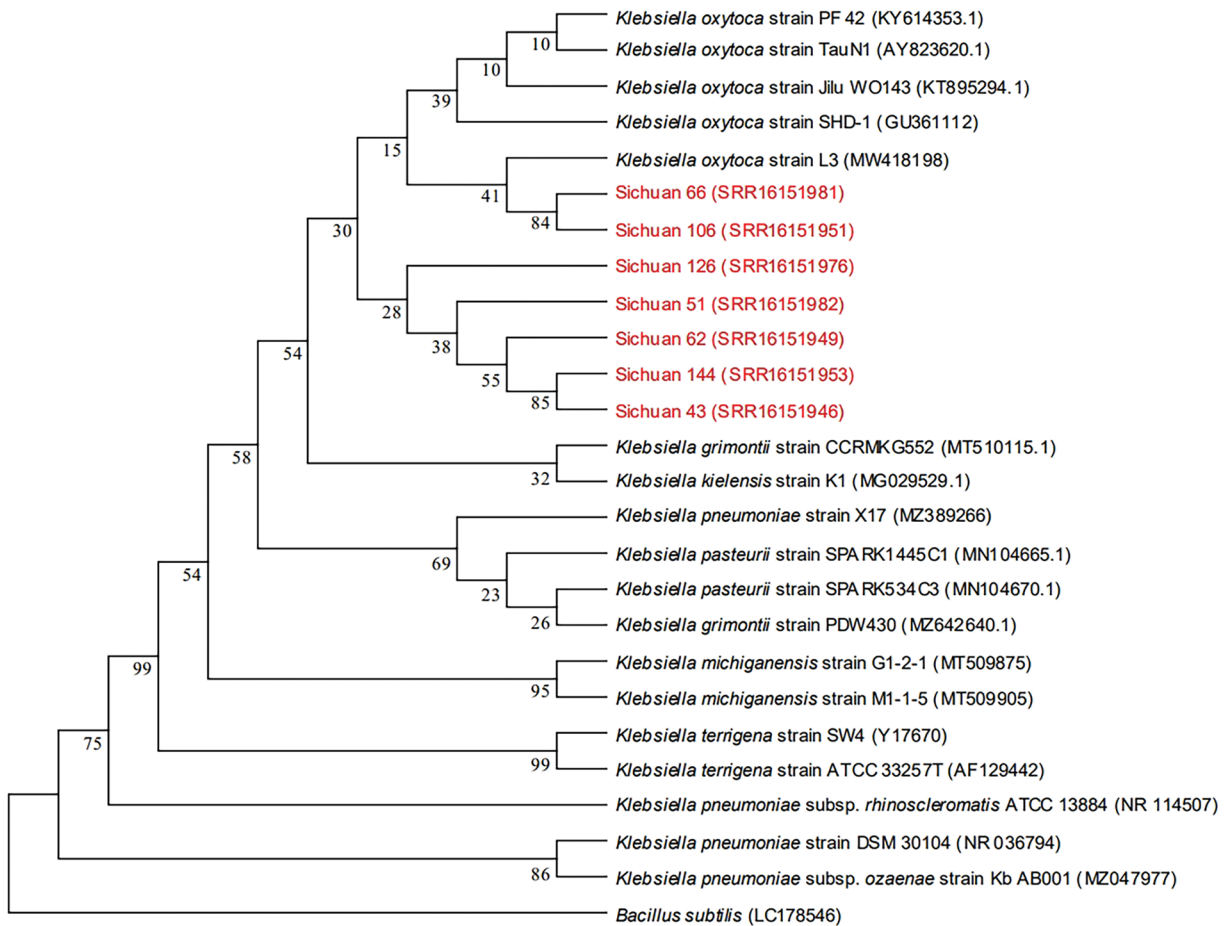 Klebsiella oxytoca strain PF 42 (KY614353.1)
10
Klebsiella oxytoca strain TauN1 (AY823620.1)
10
Klebsiella oxytoca strain Jilu WO143 (KT895294.1)
39
Klebsiella oxytoca strain SHD-1 (GU361112)
15
Klebsiella oxytoca strain L3 (MW418198)
41
Sichuan 66 (SRR16151981)
84
Sichuan 106 (SRR16151951)
30
Sichuan 126 (SRR16151976)
28
Sichuan 51 (SRR16151982)
38
Sichuan 62 (SRR16151949)
54
55
Sichuan 144 (SRR16151953)
85
Sichuan 43 (SRR16151946)
Klebsiella grimontii strain CCRMKG552 (MT510115.1)
58
32
Klebsiella kielensis strain K1 (MG029529.1)
Klebsiella pneumoniae strain X17 (MZ389266)
69
Klebsiella pasteurii strain SPARK1445C1 (MN104665.1)
54
23
Klebsiella pasteurii strain SPARK534C3 (MN104670.1)
26
Klebsiella grimontii strain PDW430 (MZ642640.1)
99
Klebsiella michiganensis strain G1-2-1 (MT509875)
95
Klebsiella michiganensis strain M1-1-5 (MT509905)
75
Klebsiella terrigena strain SW4 (Y17670)
99
Klebsiella terrigena strain ATCC 33257T (AF129442)
Klebsiella pneumoniae subsp. rhinoscleromatis ATCC 13884 (NR 114507)
Klebsiella pneumoniae strain DSM 30104 (NR 036794)
86
Klebsiella pneumoniae subsp. ozaenae strain Kb AB001 (MZ047977)
Bacillus subtilis (LC178546)